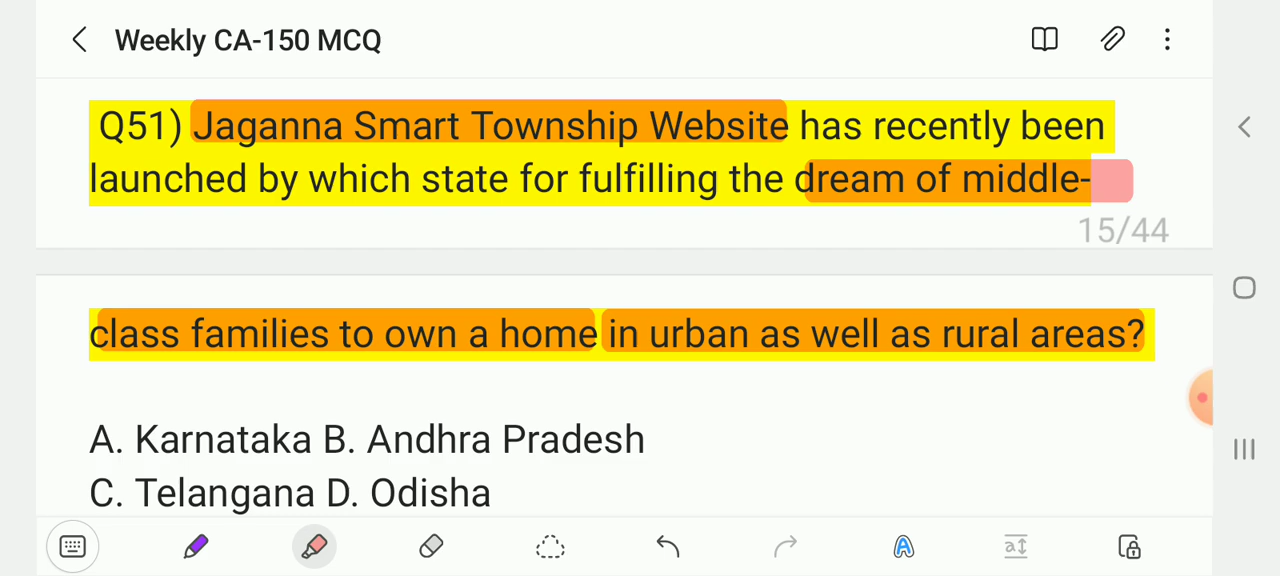 Weekly CA-150 MCQ
Q51) Jaganna Smart Township Website has recently been
launched by which state for fulfilling the dream of middle-
15/44
class families to own a home in urban as well as rural areas?
A. Karnataka B. Andhra Pradesh
C. Telangana D. Odisha